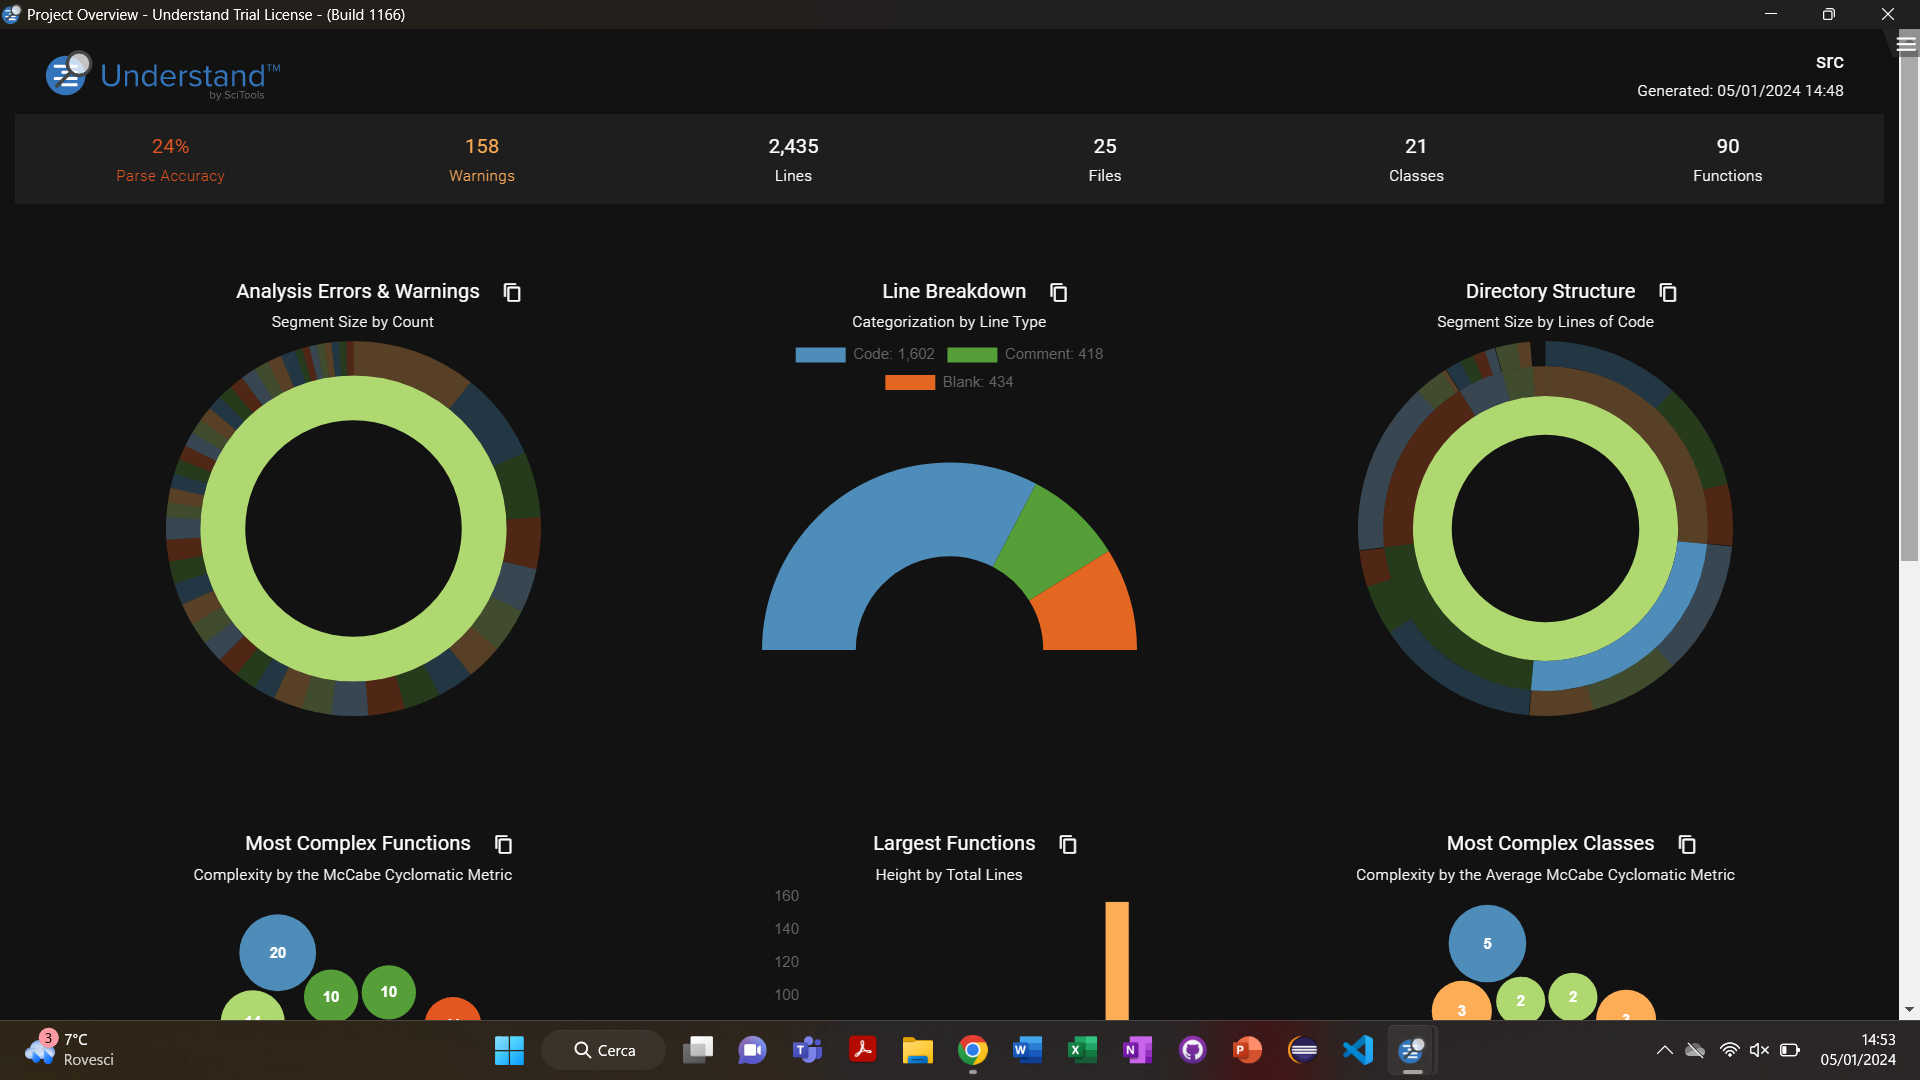 Project Overview - Understand Trial License - (Build 1166)
Understand™
by SciTools
src
Generated: 05/01/2024 14:48
24%
Parse Accuracy
158
Warnings
2,435
Lines
25
Files
21
Classes
90
Functions
Analysis Errors & Warnings
Segment Size by Count
Line Breakdown
Categorization by Line Type
Code: 1,602
Comment: 418
Blank: 434
Directory Structure
Segment Size by Lines of Code
Most Complex Functions
Complexity by the McCabe Cyclomatic Metric
20
10
10
Largest Functions
Height by Total Lines
160
140
120
100
Most Complex Classes
Complexity by the Average McCabe Cyclomatic Metric
5
3
2
2
3
7°C
Rovesci
Cerca
14:53
05/01/2024